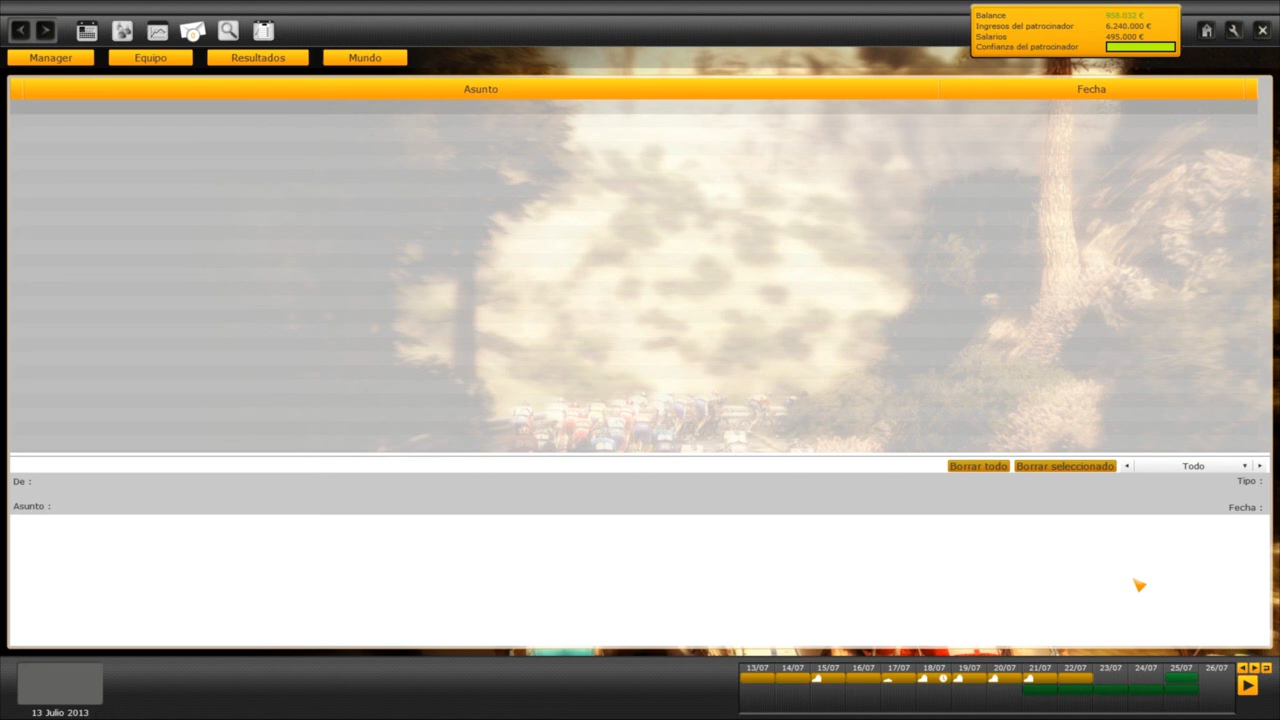 Balance 958.032 €
Ingresos del patrocinador 6.240.000 €
Salarios 495.000 €
Confianza del patrocinador
Manager Equipo Resultados Mundo
Asunto Fecha
Borrar todo Borrar seleccionado Todo
De : Tipo :
Asunto : Fecha :
13/07 14/07 15/07 16/07 17/07 18/07 19/07 20/07 21/07 22/07 23/07 24/07 25/07 26/07
13 Julio 2013